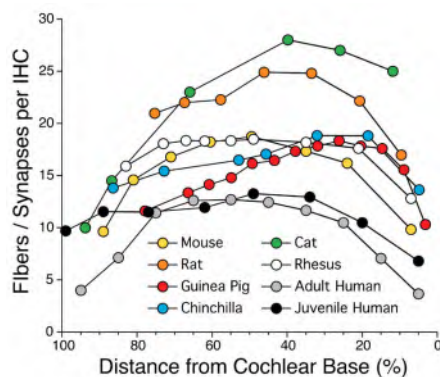 Fibers / Synapses per IHC
30
25
20
15
10
5
0
Mouse
Rat
Guinea Pig
Chinchilla
Cat
Rhesus
Adult Human
Juvenile Human
100 80 60 40 20 0
Distance from Cochlear Base (%)